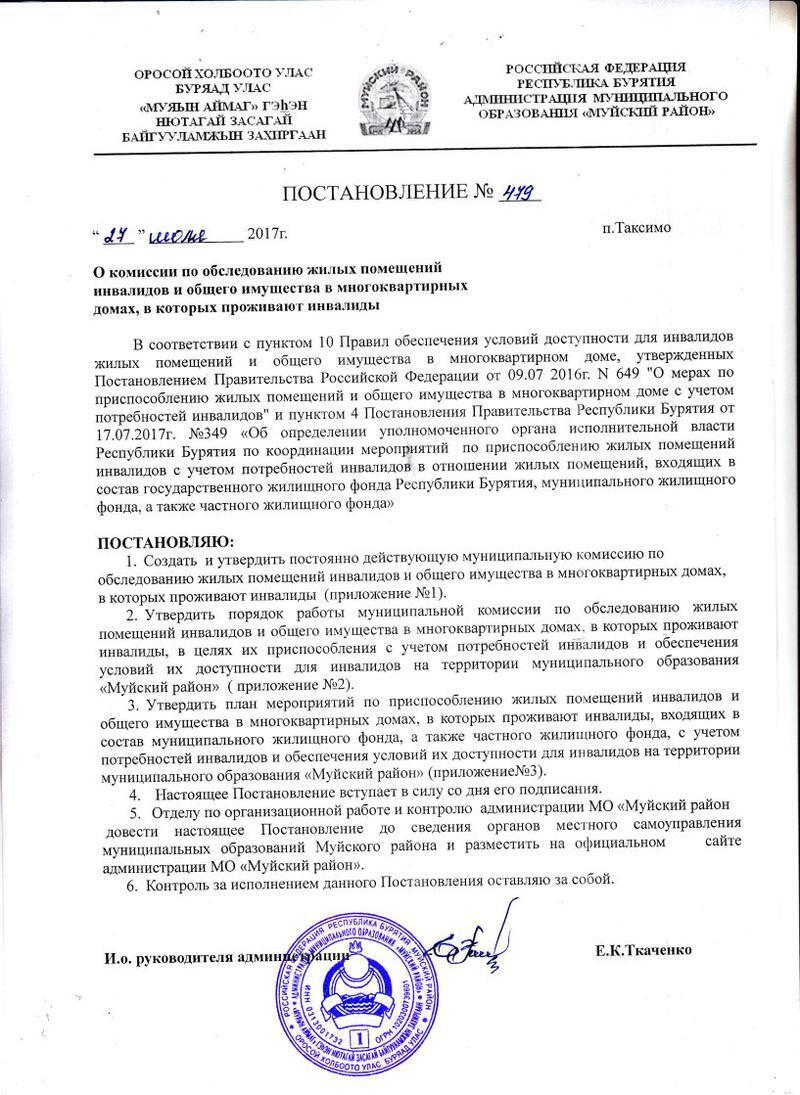 ОРОСОЙ ХОЛБООТО УЛАС
БУРЯАД УЛАС
«МУЯЫН АЙМАГ» ГЭҺЭН
НЮТАГАЙ ЗАСАГАЙ
БАЙГУУЛАМЖЫН ЗАХИРГААН
МУЙСКИЙ РАЙОН
РОССИЙСКАЯ ФЕДЕРАЦИЯ
РЕСПУБЛИКА БУРЯТИЯ
АДМИНИСТРАЦИЯ МУНИЦИПАЛЬНОГО
ОБРАЗОВАНИЯ «МУЙСКИЙ РАЙОН»
ПОСТАНОВЛЕНИЕ № 479
“ 27 ” июля 2017г.
п.Таксимо
О комиссии по обследованию жилых помещений
инвалидов и общего имущества в многоквартирных
домах, в которых проживают инвалиды
В соответствии с пунктом 10 Правил обеспечения условий доступности для инвалидов
жилых помещений и общего имущества в многоквартирном доме, утвержденных
Постановлением Правительства Российской Федерации от 09.07 2016г. N 649 "О мерах по
приспособлению жилых помещений и общего имущества в многоквартирном доме с учетом
потребностей инвалидов" и пунктом 4 Постановления Правительства Республики Бурятия от
17.07.2017г. №349 «Об определении уполномоченного органа исполнительной власти
Республики Бурятия по координации мероприятий по приспособлению жилых помещений
инвалидов с учетом потребностей инвалидов в отношении жилых помещений, входящих в
состав государственного жилищного фонда Республики Бурятия, муниципального жилищного
фонда, а также частного жилищного фонда»
ПОСТАНОВЛЯЮ:
1. Создать и утвердить постоянно действующую муниципальную комиссию по
обследованию жилых помещений инвалидов и общего имущества в многоквартирных домах,
в которых проживают инвалиды (приложение №1).
2. Утвердить порядок работы муниципальной комиссии по обследованию жилых
помещений инвалидов и общего имущества в многоквартирных домах, в которых проживают
инвалиды, в целях их приспособления с учетом потребностей инвалидов и обеспечения
условий их доступности для инвалидов на территории муниципального образования
«Муйский район» ( приложение №2).
3. Утвердить план мероприятий по приспособлению жилых помещений инвалидов и
общего имущества в многоквартирных домах, в которых проживают инвалиды, входящих в
состав муниципального жилищного фонда, а также частного жилищного фонда, с учетом
потребностей инвалидов и обеспечения условий их доступности для инвалидов на территории
муниципального образования «Муйский район» (приложение№3).
4. Настоящее Постановление вступает в силу со дня его подписания.
5. Отделу по организационной работе и контролю администрации МО «Муйский район
довести настоящее Постановление до сведения органов местного самоуправления
муниципальных образований Муйского района и разместить на официальном сайте
администрации МО «Муйский район».
6. Контроль за исполнением данного Постановления оставляю за собой.
И.о. руководителя администрации
Е.К.Ткаченко
РОССИЙСКАЯ ФЕДЕРАЦИЯ РЕСПУБЛИКА БУРЯТИЯ МУЙСКИЙ РАЙОН
АДМИНИСТРАЦИЯ МУНИЦИПАЛЬНОГО ОБРАЗОВАНИЯ «МУЙСКИЙ РАЙОН»
ОРОСОЙ ХОЛБООТО УЛАС БУРЯАД УЛАС
1